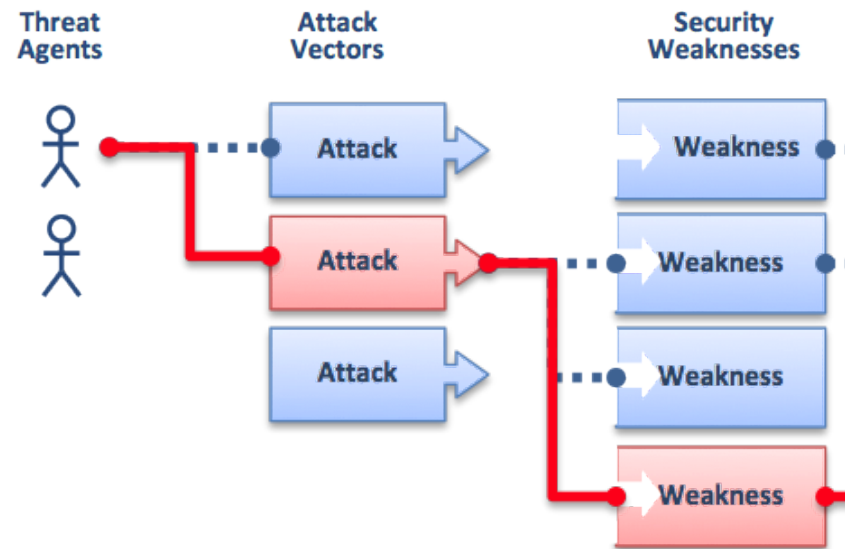 Threat
Agents
Attack
Vectors
Security
Weaknesses
Attack
Weakness
Attack
Weakness
Attack
Weakness
Weakness